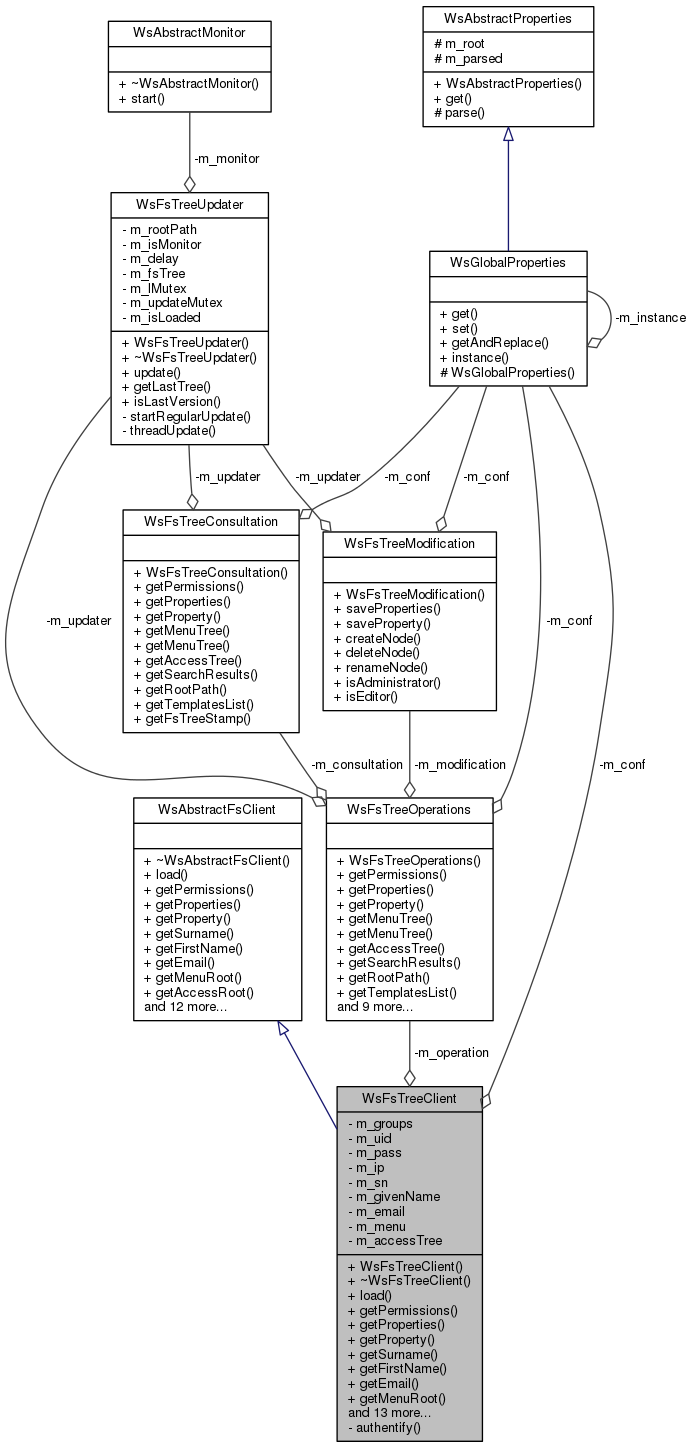 WsAbstractMonitor
+ ~WsAbstractMonitor()
+ start()
WsAbstractProperties
# m_root
# m_parsed
+ WsAbstractProperties()
+ get()
# parse()
-m_monitor
WsFsTreeUpdater
- m_rootPath
- m_isMonitor
- m_delay
- m_fsTree
- m_lMutex
- m_updateMutex
- m_isLoaded
+ WsFsTreeUpdater()
+ ~WsFsTreeUpdater()
+ update()
+ getLastTree()
+ isLastVersion()
- startRegularUpdate()
- threadUpdate()
WsGlobalProperties
+ get()
+ set()
+ getAndReplace()
+ instance()
# WsGlobalProperties()
-m_instance
-m_updater
-m_updater
-m_conf
-m_conf
WsFsTreeConsultation
+ WsFsTreeConsultation()
+ getPermissions()
+ getProperties()
+ getProperty()
+ getMenuTree()
+ getMenuTree()
+ getAccessTree()
+ getSearchResults()
+ getRootPath()
+ getTemplatesList()
+ getFsTreeStamp()
WsFsTreeModification
+ WsFsTreeModification()
+ saveProperties()
+ saveProperty()
+ createNode()
+ deleteNode()
+ renameNode()
+ isAdministrator()
+ isEditor()
-m_updater
-m_conf
-m_consultation
-m_modification
-m_conf
WsAbstractFsClient
+ ~WsAbstractFsClient()
+ load()
+ getPermissions()
+ getProperties()
+ getProperty()
+ getSurname()
+ getFirstName()
+ getEmail()
+ getMenuRoot()
+ getAccessRoot()
and 12 more...
WsFsTreeOperations
+ WsFsTreeOperations()
+ getPermissions()
+ getProperties()
+ getProperty()
+ getMenuTree()
+ getMenuTree()
+ getAccessTree()
+ getSearchResults()
+ getRootPath()
+ getTemplatesList()
and 9 more...
-m_operation
WsFsTreeClient
- m_groups
- m_uid
- m_pass
- m_ip
- m_sn
- m_givenName
- m_email
- m_menu
- m_accessTree
+ WsFsTreeClient()
+ ~WsFsTreeClient()
+ load()
+ getPermissions()
+ getProperties()
+ getProperty()
+ getSurname()
+ getFirstName()
+ getEmail()
+ getMenuRoot()
and 13 more...
- authentify()